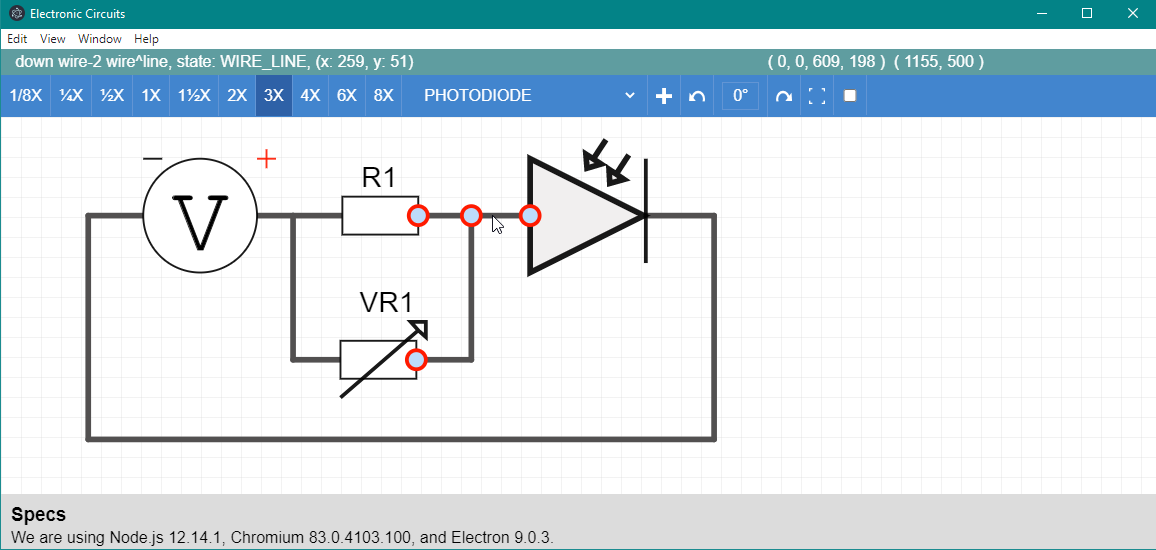 Electronic Circuits
Edit View Window Help
down wire-2 wire^line, state: WIRE_LINE, (x: 259, y: 51) ( 0, 0, 609, 198 ) ( 1155, 500 )
1/8X ¼X ½X 1X 1½X 2X 3X 4X 6X 8X PHOTODIODE 0°
− +
R1
V
VR1
Specs
We are using Node.js 12.14.1, Chromium 83.0.4103.100, and Electron 9.0.3.